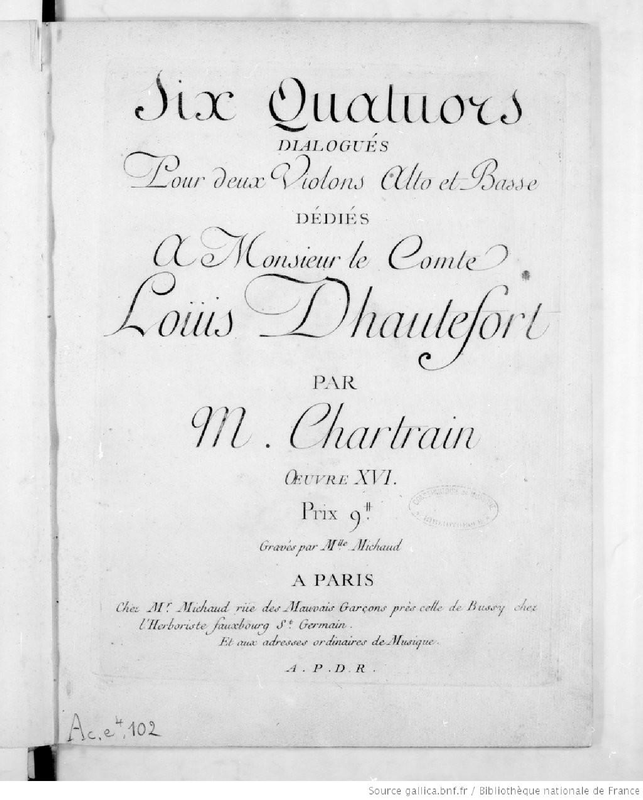 Six Quatuors
DIALOGUÉS
Pour deux Violons Alto et Basse
DÉDIÉS
A Monsieur le Comte
Loüis Dhautefort
PAR
M. Chartrain
ŒUVRE XVI.
Prix 9ᵗᵗ.
Gravés par Mˡˡᵉ Michaud
A PARIS
Chez Mʳ. Michaud rüe des Mauvais Garçons près celle de Bussy chez
l'Herboriste fauxbourg Sᵗ. Germain.
Et aux adresses ordinaires de Musique.
A. P. D. R.
Ac. e⁴. 102
Source gallica.bnf.fr / Bibliothèque nationale de France